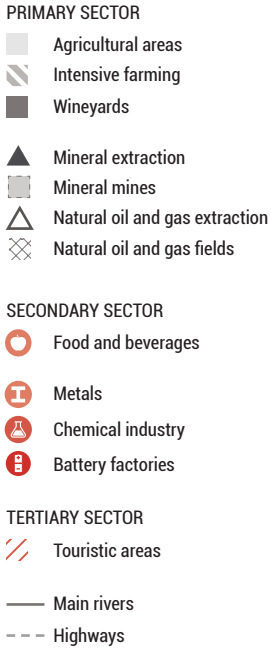 PRIMARY SECTOR
Agricultural areas
Intensive farming
Wineyards
Mineral extraction
Mineral mines
Natural oil and gas extraction
Natural oil and gas fields
SECONDARY SECTOR
Food and beverages
Metals
Chemical industry
Battery factories
TERTIARY SECTOR
Touristic areas
Main rivers
Highways